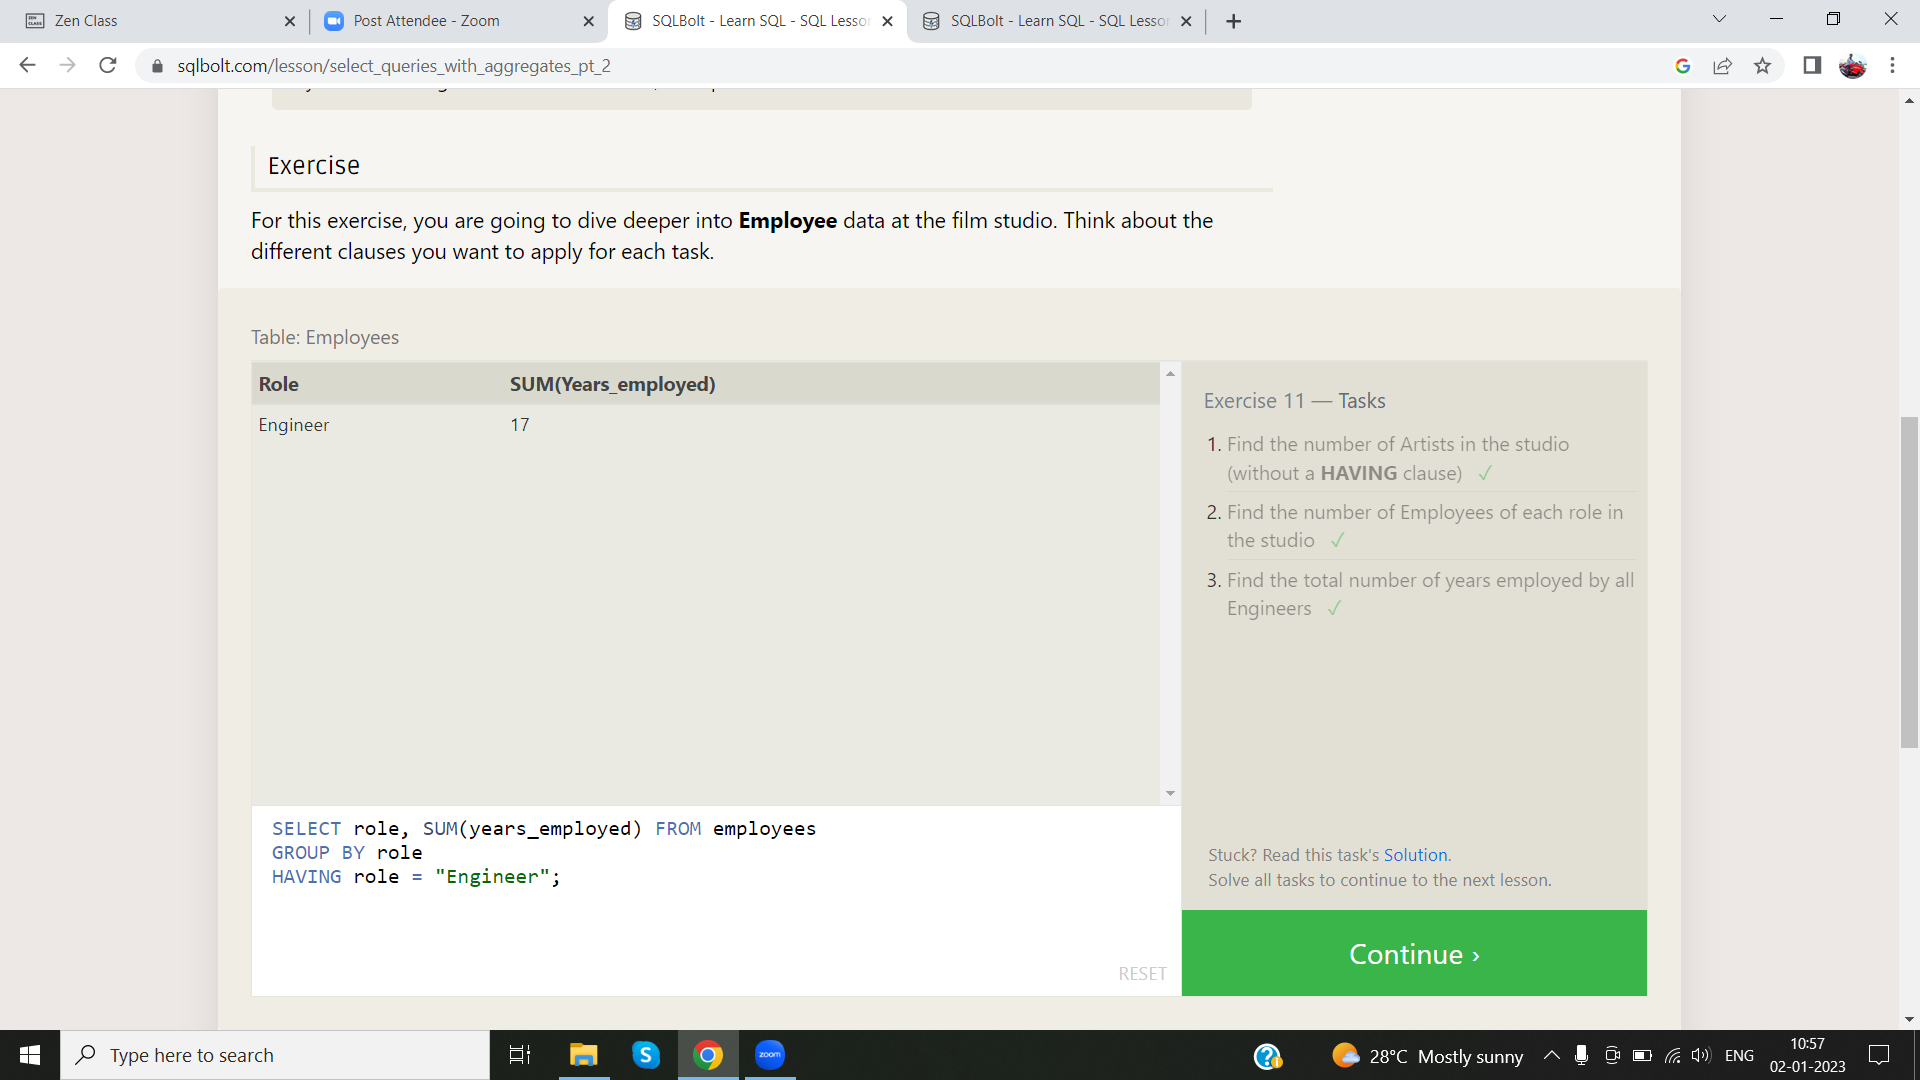 Zen Class
Post Attendee - Zoom
SQLBolt - Learn SQL - SQL Lesson
SQLBolt - Learn SQL - SQL Lesson
sqlbolt.com/lesson/select_queries_with_aggregates_pt_2
Exercise
For this exercise, you are going to dive deeper into Employee data at the film studio. Think about the
different clauses you want to apply for each task.
Table: Employees
Role SUM(Years_employed)
Engineer 17
Exercise 11 — Tasks
1. Find the number of Artists in the studio
(without a HAVING clause) ✓
2. Find the number of Employees of each role in
the studio ✓
3. Find the total number of years employed by all
Engineers ✓
SELECT role, SUM(years_employed) FROM employees
GROUP BY role
HAVING role = "Engineer";
RESET
Stuck? Read this task's Solution.
Solve all tasks to continue to the next lesson.
Continue ›
Type here to search
zoom
28°C Mostly sunny
ENG
10:57
02-01-2023